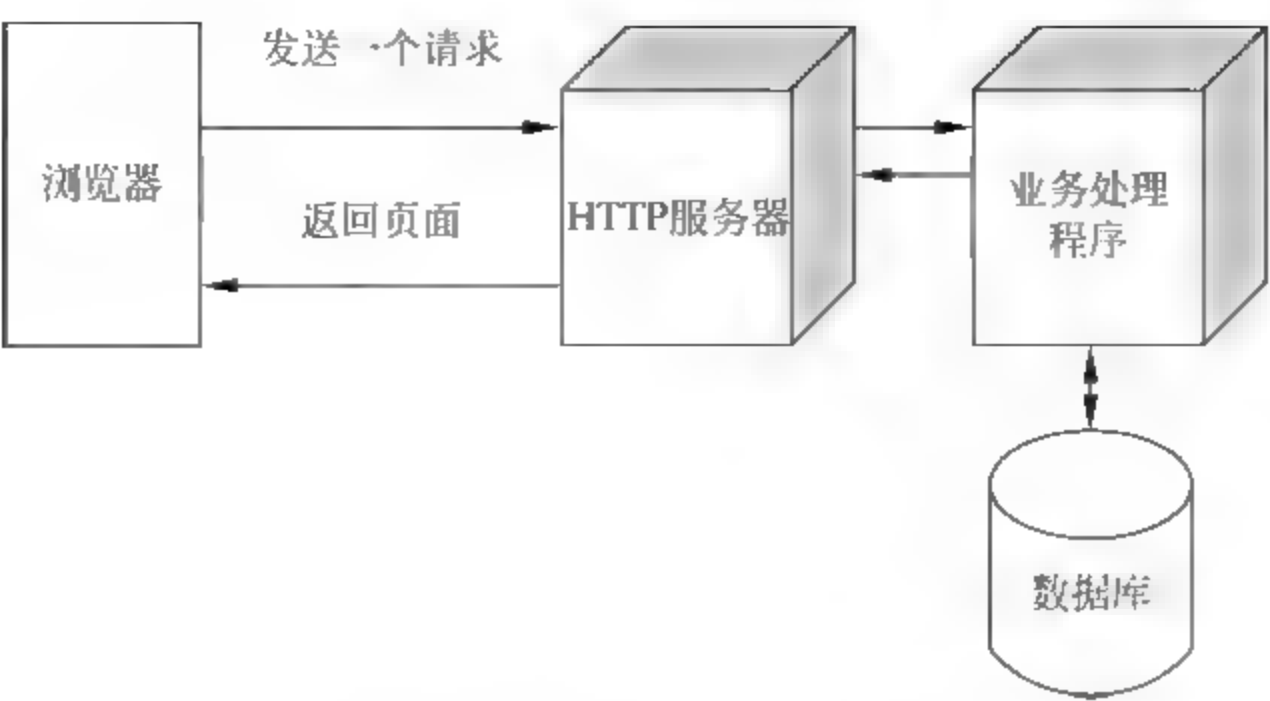 发送一个请求
浏览器
返回页面
HTTP服务器
业务处理
程序
数据库